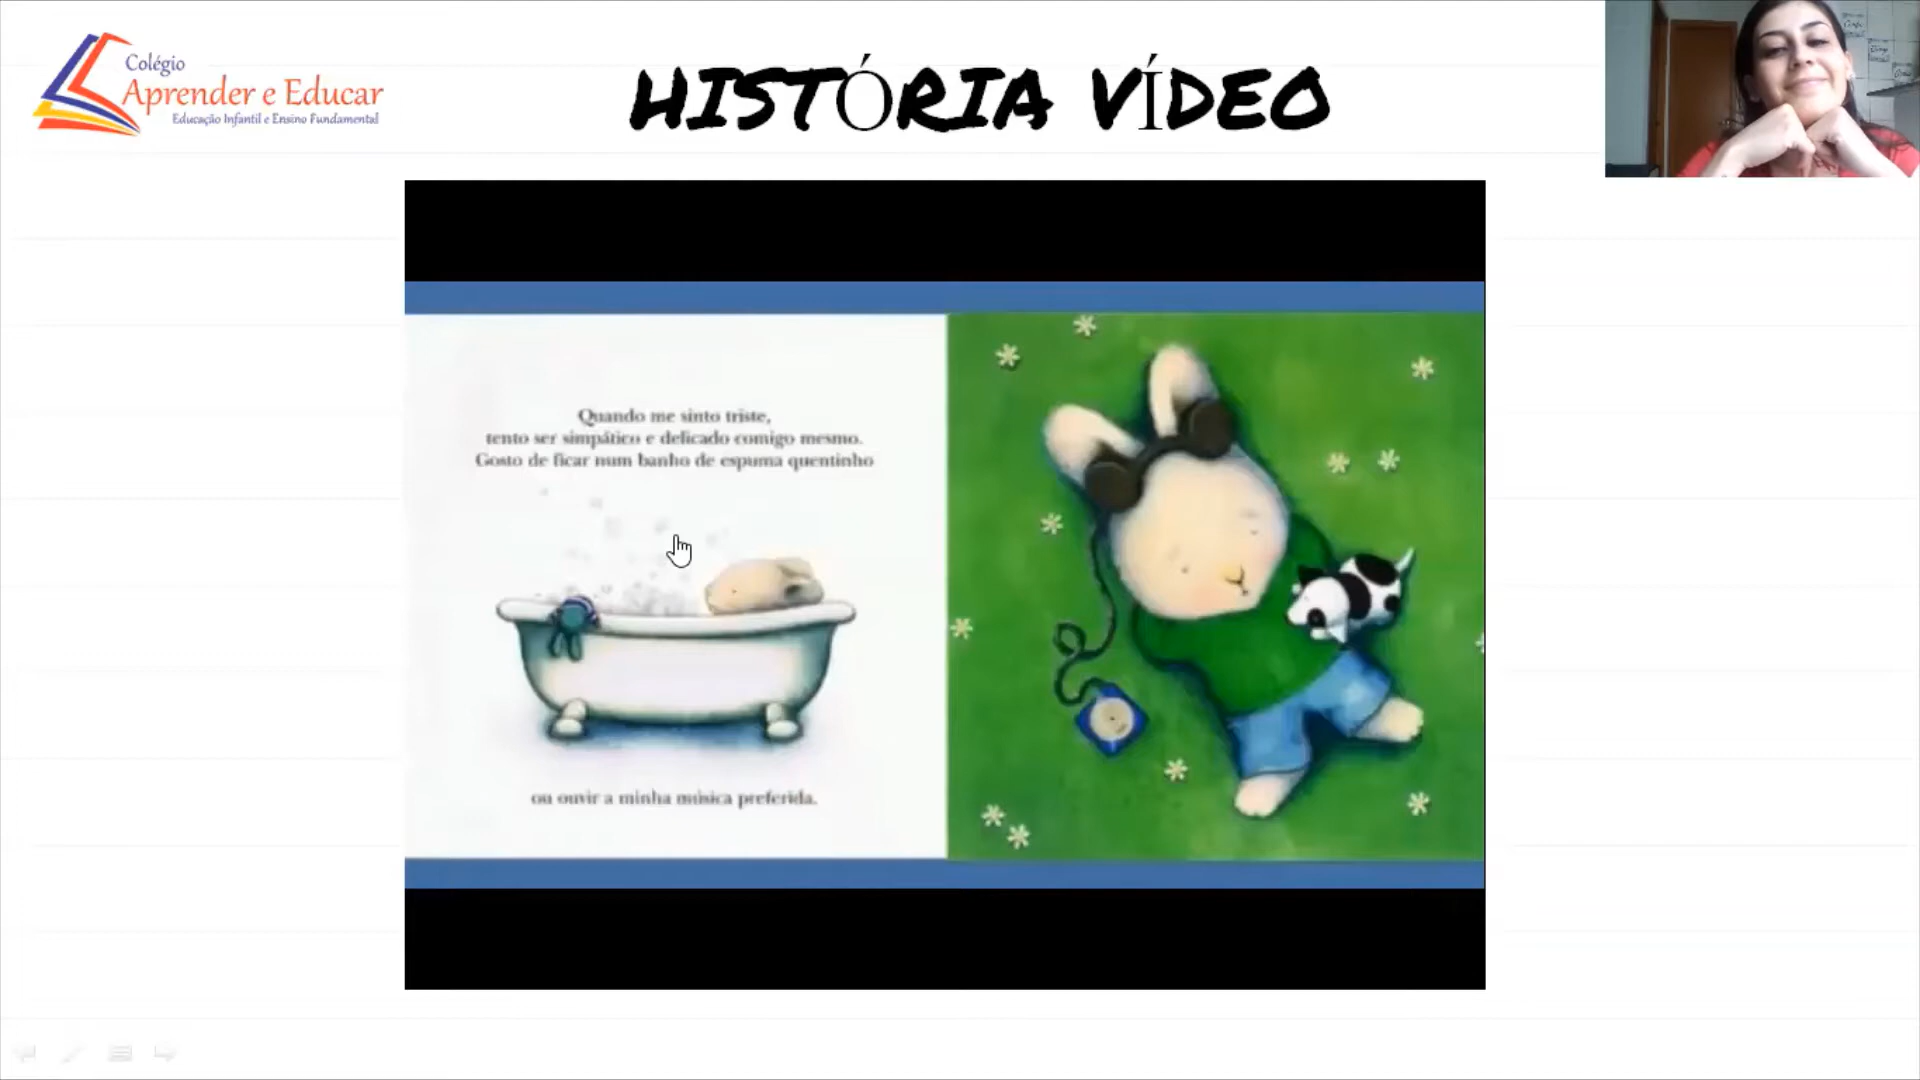 Colégio
Aprender e Educar
Educação Infantil e Ensino Fundamental
HISTÓRIA VÍDEO
Quando me sinto triste,
tento ser simpático e delicado comigo mesmo.
Gosto de ficar num banho de espuma quentinho
ou ouvir a minha música preferida.